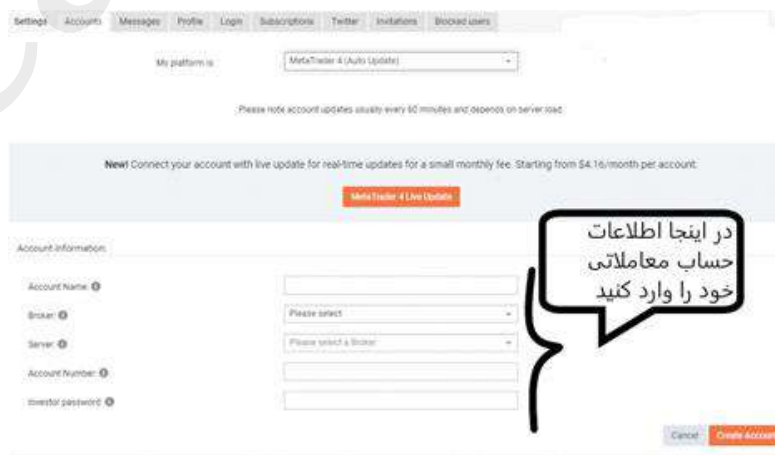 Settings Accounts Messages Profile Login Subscriptions Twitter Invitations Blocked users
My platform is MetaTrader 4 (Auto Update)
Please note account updates usually every 60 minutes and depends on server load.
New! Connect your account with live update for real-time updates for a small monthly fee. Starting from $4.16/month per account.
MetaTrader 4 Live Update
در اینجا اطلاعات
حساب معاملاتی
خود را وارد کنید
Account information:
Account Name
Broker Please select
Server Please select a Broker
Account Number
Investor password
Cancel Create Account